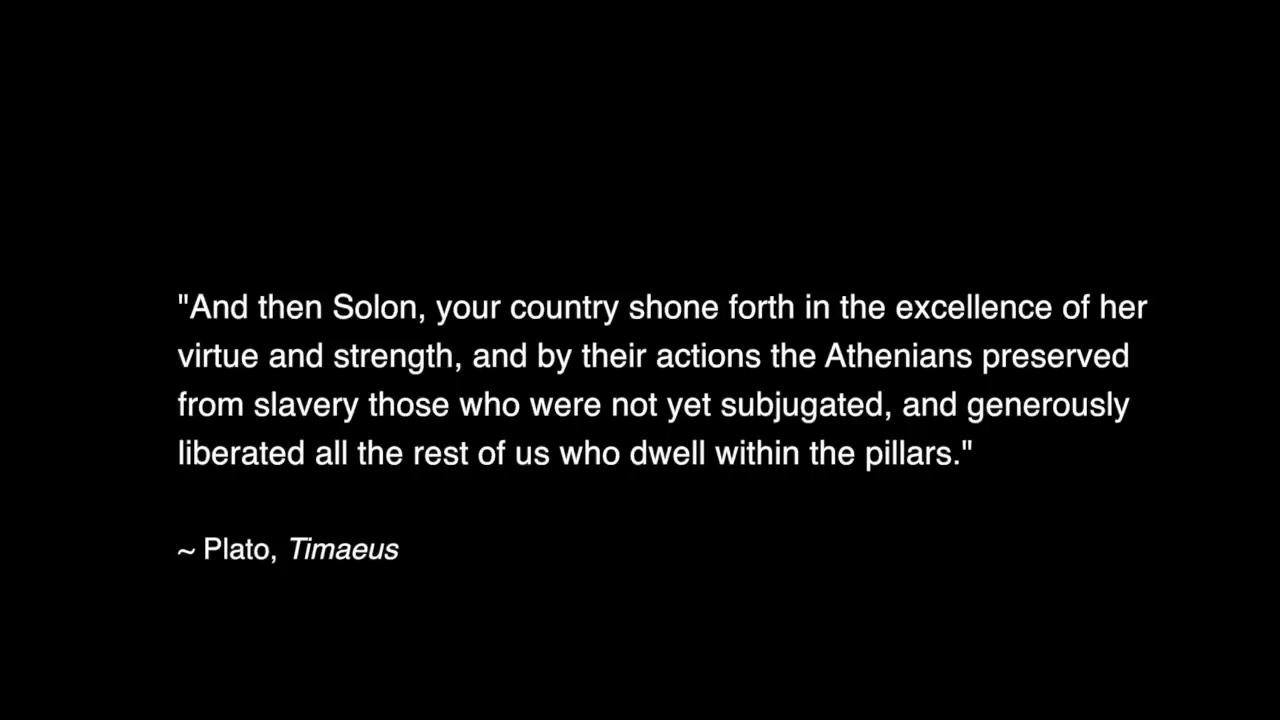 "And then Solon, your country shone forth in the excellence of her
virtue and strength, and by their actions the Athenians preserved
from slavery those who were not yet subjugated, and generously
liberated all the rest of us who dwell within the pillars."
~ Plato, Timaeus